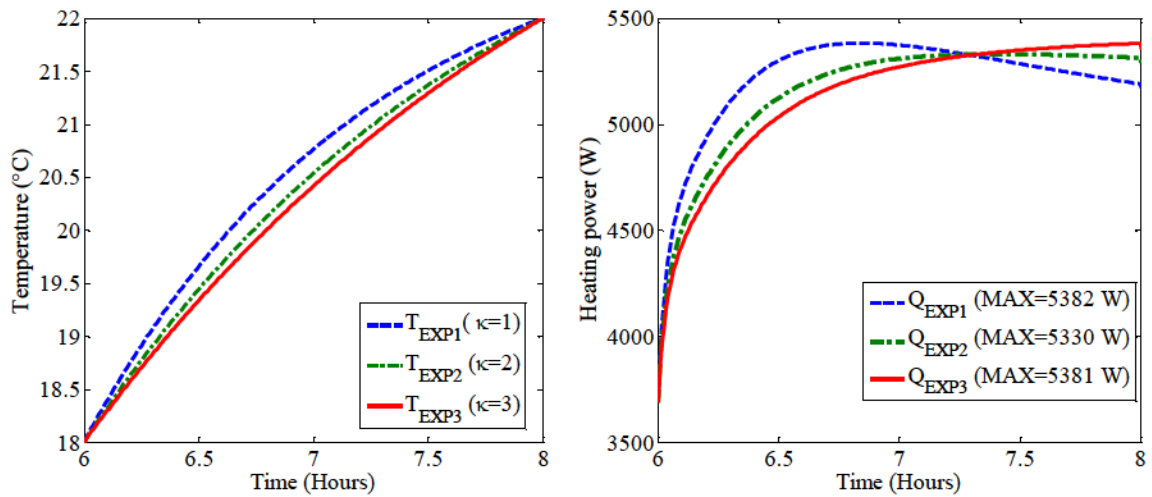 22
21.5
21
20.5
20
19.5
19
18.5
18
6
6.5
7
7.5
8
Temperature (°C)
Time (Hours)
T_EXP1 ( κ=1)
T_EXP2 (κ=2)
T_EXP3 (κ=3)
5500
5000
4500
4000
3500
6
6.5
7
7.5
8
Heating power (W)
Time (Hours)
Q_EXP1 (MAX=5382 W)
Q_EXP2 (MAX=5330 W)
Q_EXP3 (MAX=5381 W)